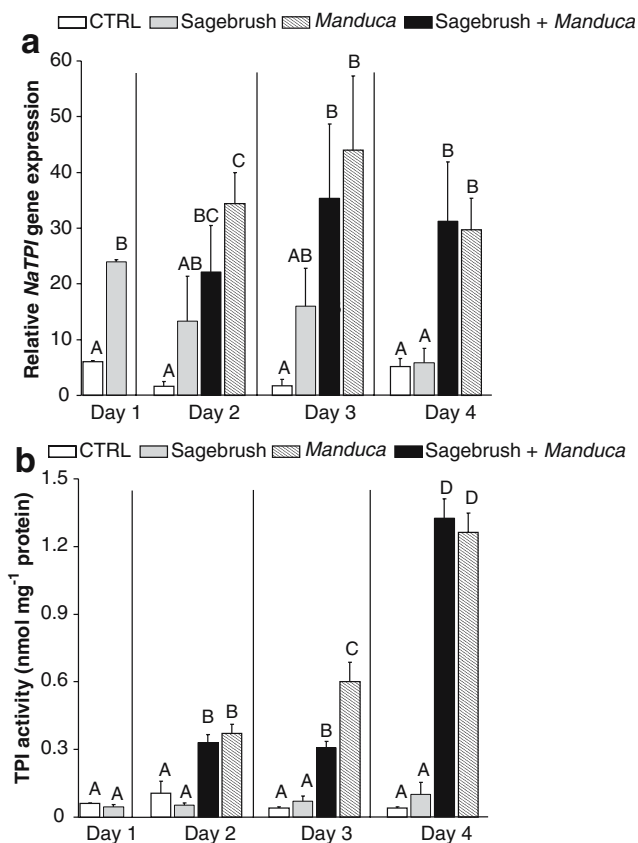 CTRL Sagebrush Manduca Sagebrush + Manduca
a
60
50
40
30
20
10
0
Relative NaTPI gene expression
A B
A AB BC C
A AB B B
A A B B
Day 1 Day 2 Day 3 Day 4
b
CTRL Sagebrush Manduca Sagebrush + Manduca
1.5
1.2
0.9
0.6
0.3
0
TPI activity (nmol mg-1 protein)
A A
A A B B
A A B C
A A D D
Day 1 Day 2 Day 3 Day 4